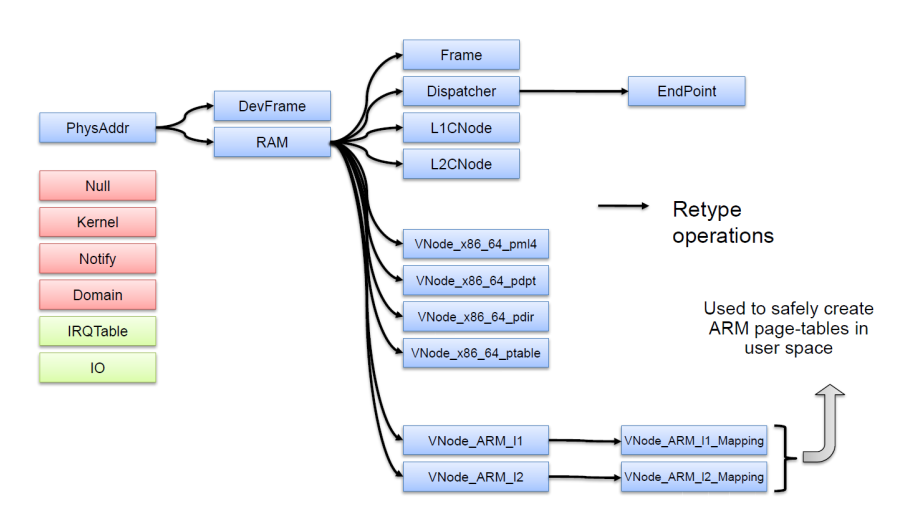 Frame
Dispatcher
EndPoint
DevFrame
PhysAddr
RAM
L1CNode
L2CNode
Null
Kernel
Notify
Domain
IRQTable
IO
Retype
operations
VNode_x86_64_pml4
VNode_x86_64_pdpt
VNode_x86_64_pdir
VNode_x86_64_ptable
Used to safely create
ARM page-tables in
user space
VNode_ARM_l1
VNode_ARM_l1_Mapping
VNode_ARM_l2
VNode_ARM_l2_Mapping